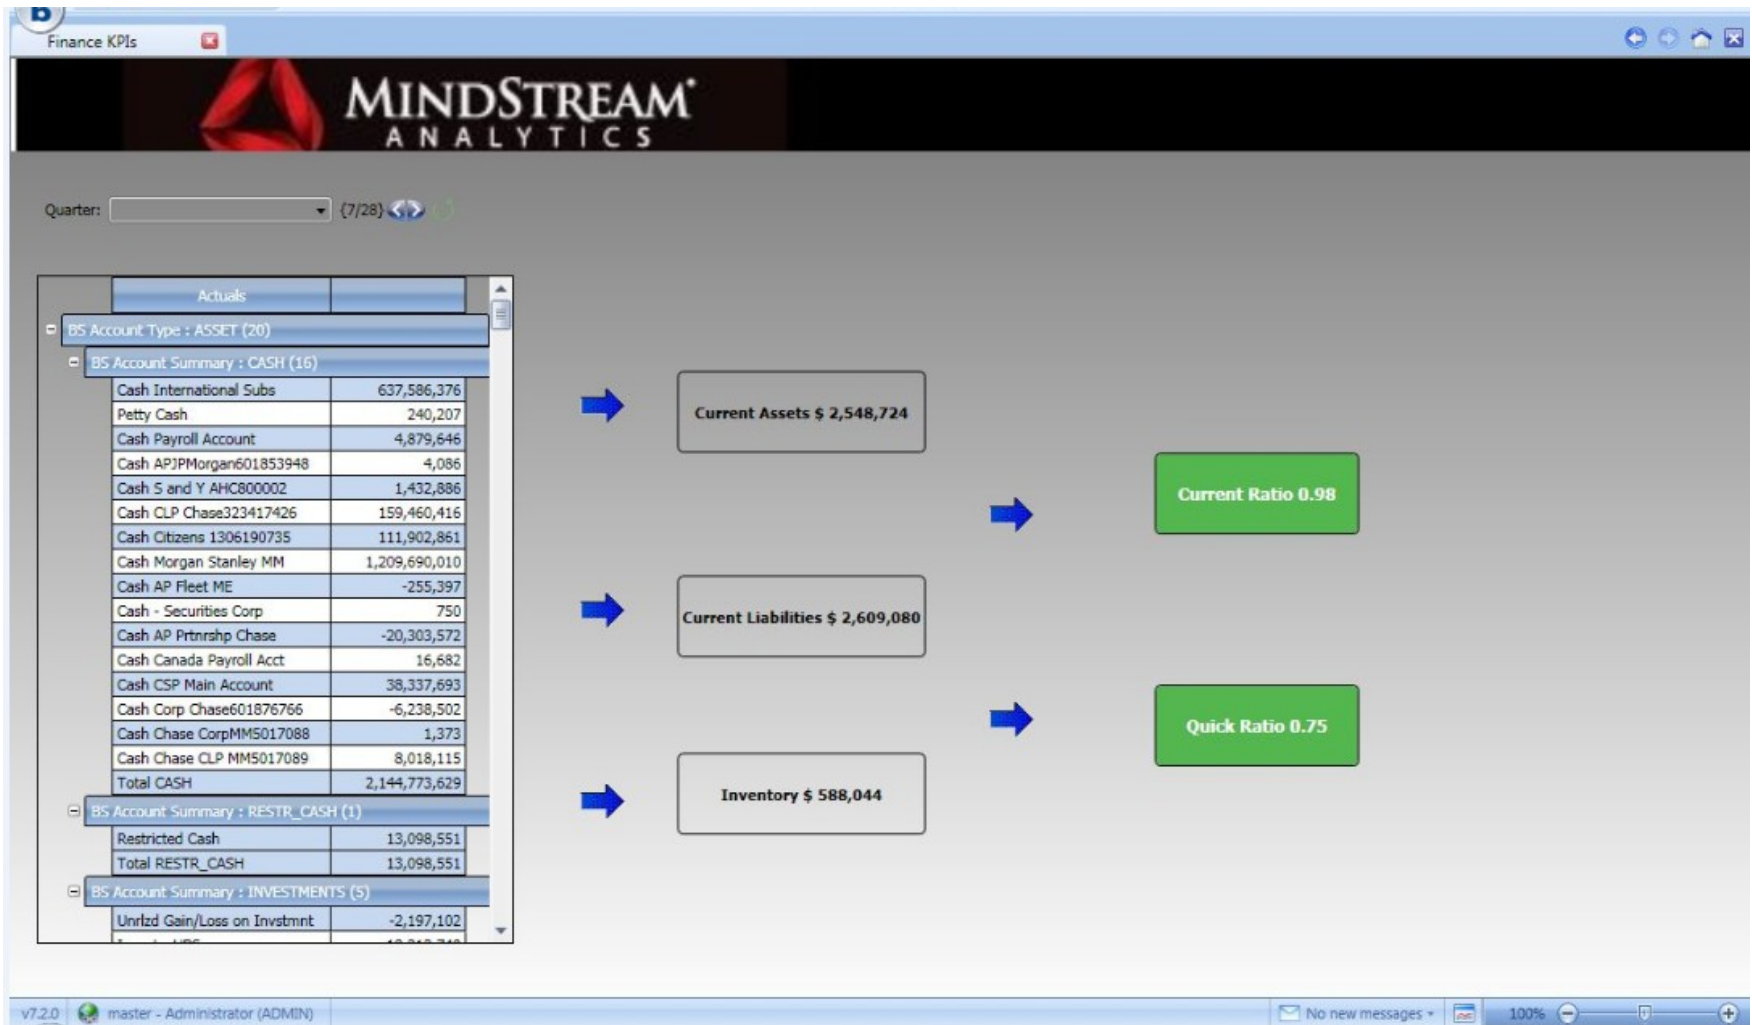 Finance KPIs
MINDSTREAM
ANALYTICS
Quarter: {7/28}
Actuals
BS Account Type : ASSET (20)
BS Account Summary : CASH (16)
Cash International Subs 637,586,376
Petty Cash 240,207
Cash Payroll Account 4,879,646
Cash APJPMorgan601853948 4,086
Cash S and Y AHC800002 1,432,886
Cash CLP Chase323417426 159,460,416
Cash Citizens 1306190735 111,902,861
Cash Morgan Stanley MM 1,209,690,010
Cash AP Fleet ME -255,397
Cash - Securities Corp 750
Cash AP Prtnrshp Chase -20,303,572
Cash Canada Payroll Acct 16,682
Cash CSP Main Account 38,337,693
Cash Corp Chase601876766 -6,238,502
Cash Chase CorpMM5017088 1,373
Cash Chase CLP MM5017089 8,018,115
Total CASH 2,144,773,629
BS Account Summary : RESTR_CASH (1)
Restricted Cash 13,098,551
Total RESTR_CASH 13,098,551
BS Account Summary : INVESTMENTS (5)
Unrlzd Gain/Loss on Invstmnt -2,197,102
Current Assets $ 2,548,724
Current Liabilities $ 2,609,080
Inventory $ 588,044
Current Ratio 0.98
Quick Ratio 0.75
v7.2.0 master - Administrator (ADMIN) No new messages 100%